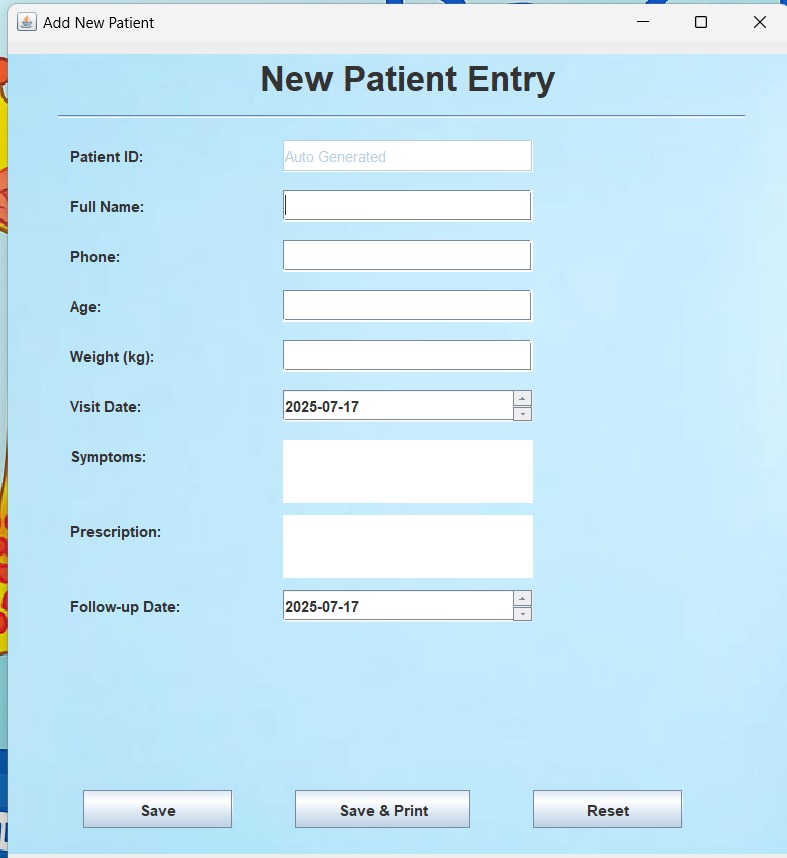 Add New Patient
New Patient Entry
Patient ID: Auto Generated
Full Name:
Phone:
Age:
Weight (kg):
Visit Date: 2025-07-17
Symptoms:
Prescription:
Follow-up Date: 2025-07-17
Save Save & Print Reset